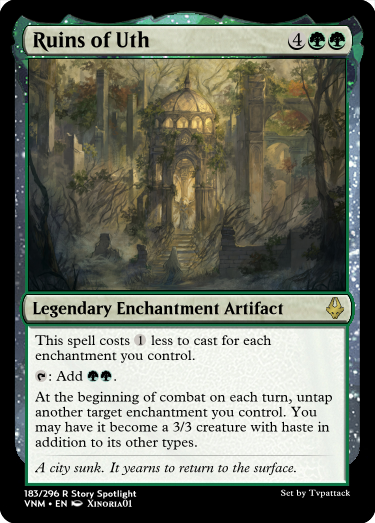 Ruins of Uth 4
Legendary Enchantment Artifact
This spell costs 1 less to cast for each
enchantment you control.
: Add .
At the beginning of combat on each turn, untap
another target enchantment you control. You
may have it become a 3/3 creature with haste in
addition to its other types.
A city sunk. It yearns to return to the surface.
183/296 R Story Spotlight
VNM • EN Xinoria01
Set by Tvpattack